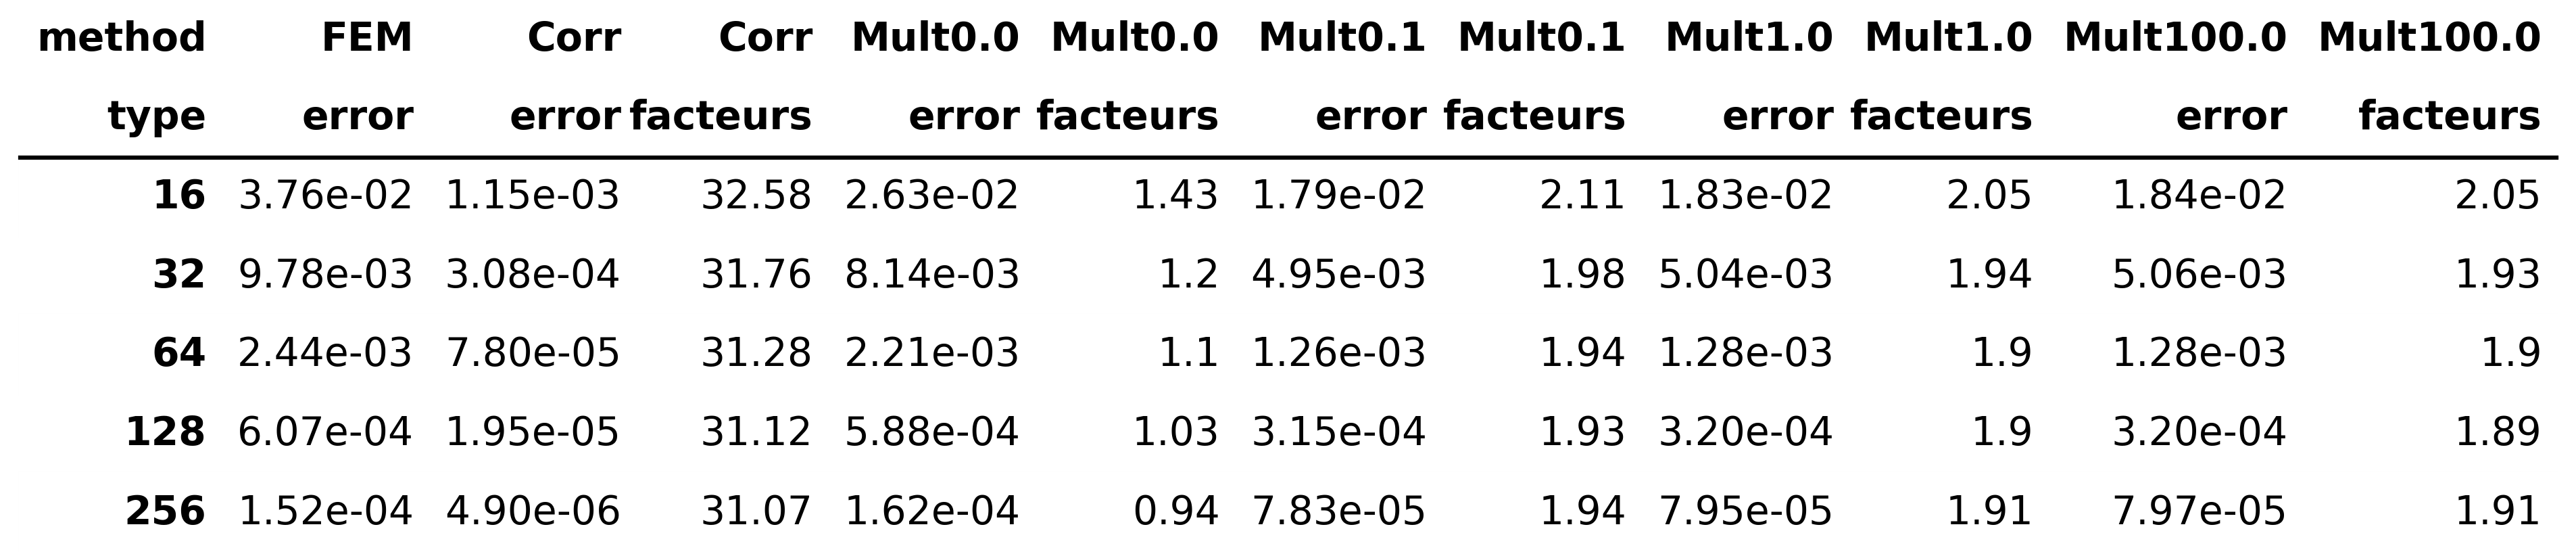 method FEM Corr Corr Mult0.0 Mult0.0 Mult0.1 Mult0.1 Mult1.0 Mult1.0 Mult100.0 Mult100.0
type error error facteurs error facteurs error facteurs error facteurs error facteurs
16 3.76e-02 1.15e-03 32.58 2.63e-02 1.43 1.79e-02 2.11 1.83e-02 2.05 1.84e-02 2.05
32 9.78e-03 3.08e-04 31.76 8.14e-03 1.2 4.95e-03 1.98 5.04e-03 1.94 5.06e-03 1.93
64 2.44e-03 7.80e-05 31.28 2.21e-03 1.1 1.26e-03 1.94 1.28e-03 1.9 1.28e-03 1.9
128 6.07e-04 1.95e-05 31.12 5.88e-04 1.03 3.15e-04 1.93 3.20e-04 1.9 3.20e-04 1.89
256 1.52e-04 4.90e-06 31.07 1.62e-04 0.94 7.83e-05 1.94 7.95e-05 1.91 7.97e-05 1.91